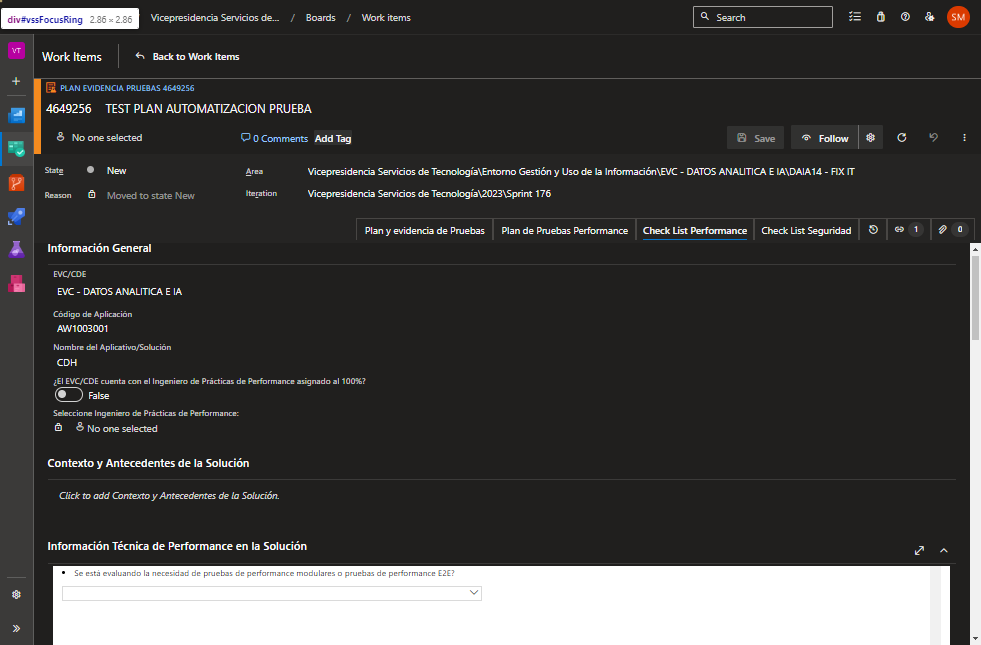 div#vssFocusRing 2.86 × 2.86
Vicepresidencia Servicios de... / Boards / Work items
Search
SM
VT
Work Items
Back to Work Items
PLAN EVIDENCIA PRUEBAS 4649256
4649256 TEST PLAN AUTOMATIZACION PRUEBA
No one selected
0 Comments
Add Tag
Save
Follow
State New
Area Vicepresidencia Servicios de Tecnología\Entorno Gestión y Uso de la Información\EVC - DATOS ANALITICA E IA\DAIA14 - FIX IT
Reason Moved to state New
Iteration Vicepresidencia Servicios de Tecnología\2023\Sprint 176
Plan y evidencia de Pruebas
Plan de Pruebas Performance
Check List Performance
Check List Seguridad
1
0
Información General
EVC/CDE
EVC - DATOS ANALITICA E IA
Código de Aplicación
AW1003001
Nombre del Aplicativo/Solución
CDH
¿El EVC/CDE cuenta con el Ingeniero de Prácticas de Performance asignado al 100%?
False
Seleccione Ingeniero de Prácticas de Performance:
No one selected
Contexto y Antecedentes de la Solución
Click to add Contexto y Antecedentes de la Solución.
Información Técnica de Performance en la Solución
• Se está evaluando la necesidad de pruebas de performance modulares o pruebas de performance E2E?